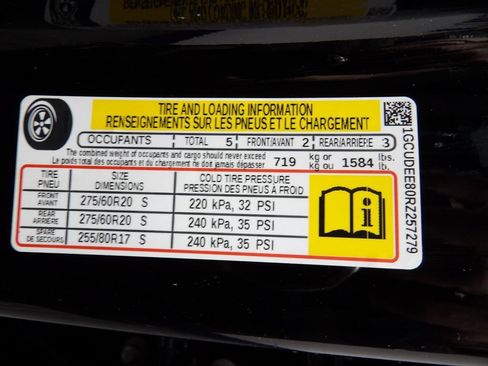 TIRE AND LOADING INFORMATION
RENSEIGNEMENTS SUR LES PNEUS ET LE CHARGEMENT
OCCUPANTS TOTAL 5 FRONT/AVANT 2 REAR/ARRIÈRE 3
The combined weight of occupants and cargo should never exceed 719 kg or 1584 lbs.
Le poids total des occupants et du chargement ne doit jamais dépasser kg ou lb.
TIRE SIZE COLD TIRE PRESSURE
PNEU DIMENSIONS PRESSION DES PNEUS À FROID
FRONT
AVANT 275/60R20 S 220 kPa, 32 PSI
REAR
ARRIÈRE 275/60R20 S 240 kPa, 35 PSI
SPARE
DE SECOURS 255/80R17 S 240 kPa, 35 PSI
1GCUDEE80RZ257279